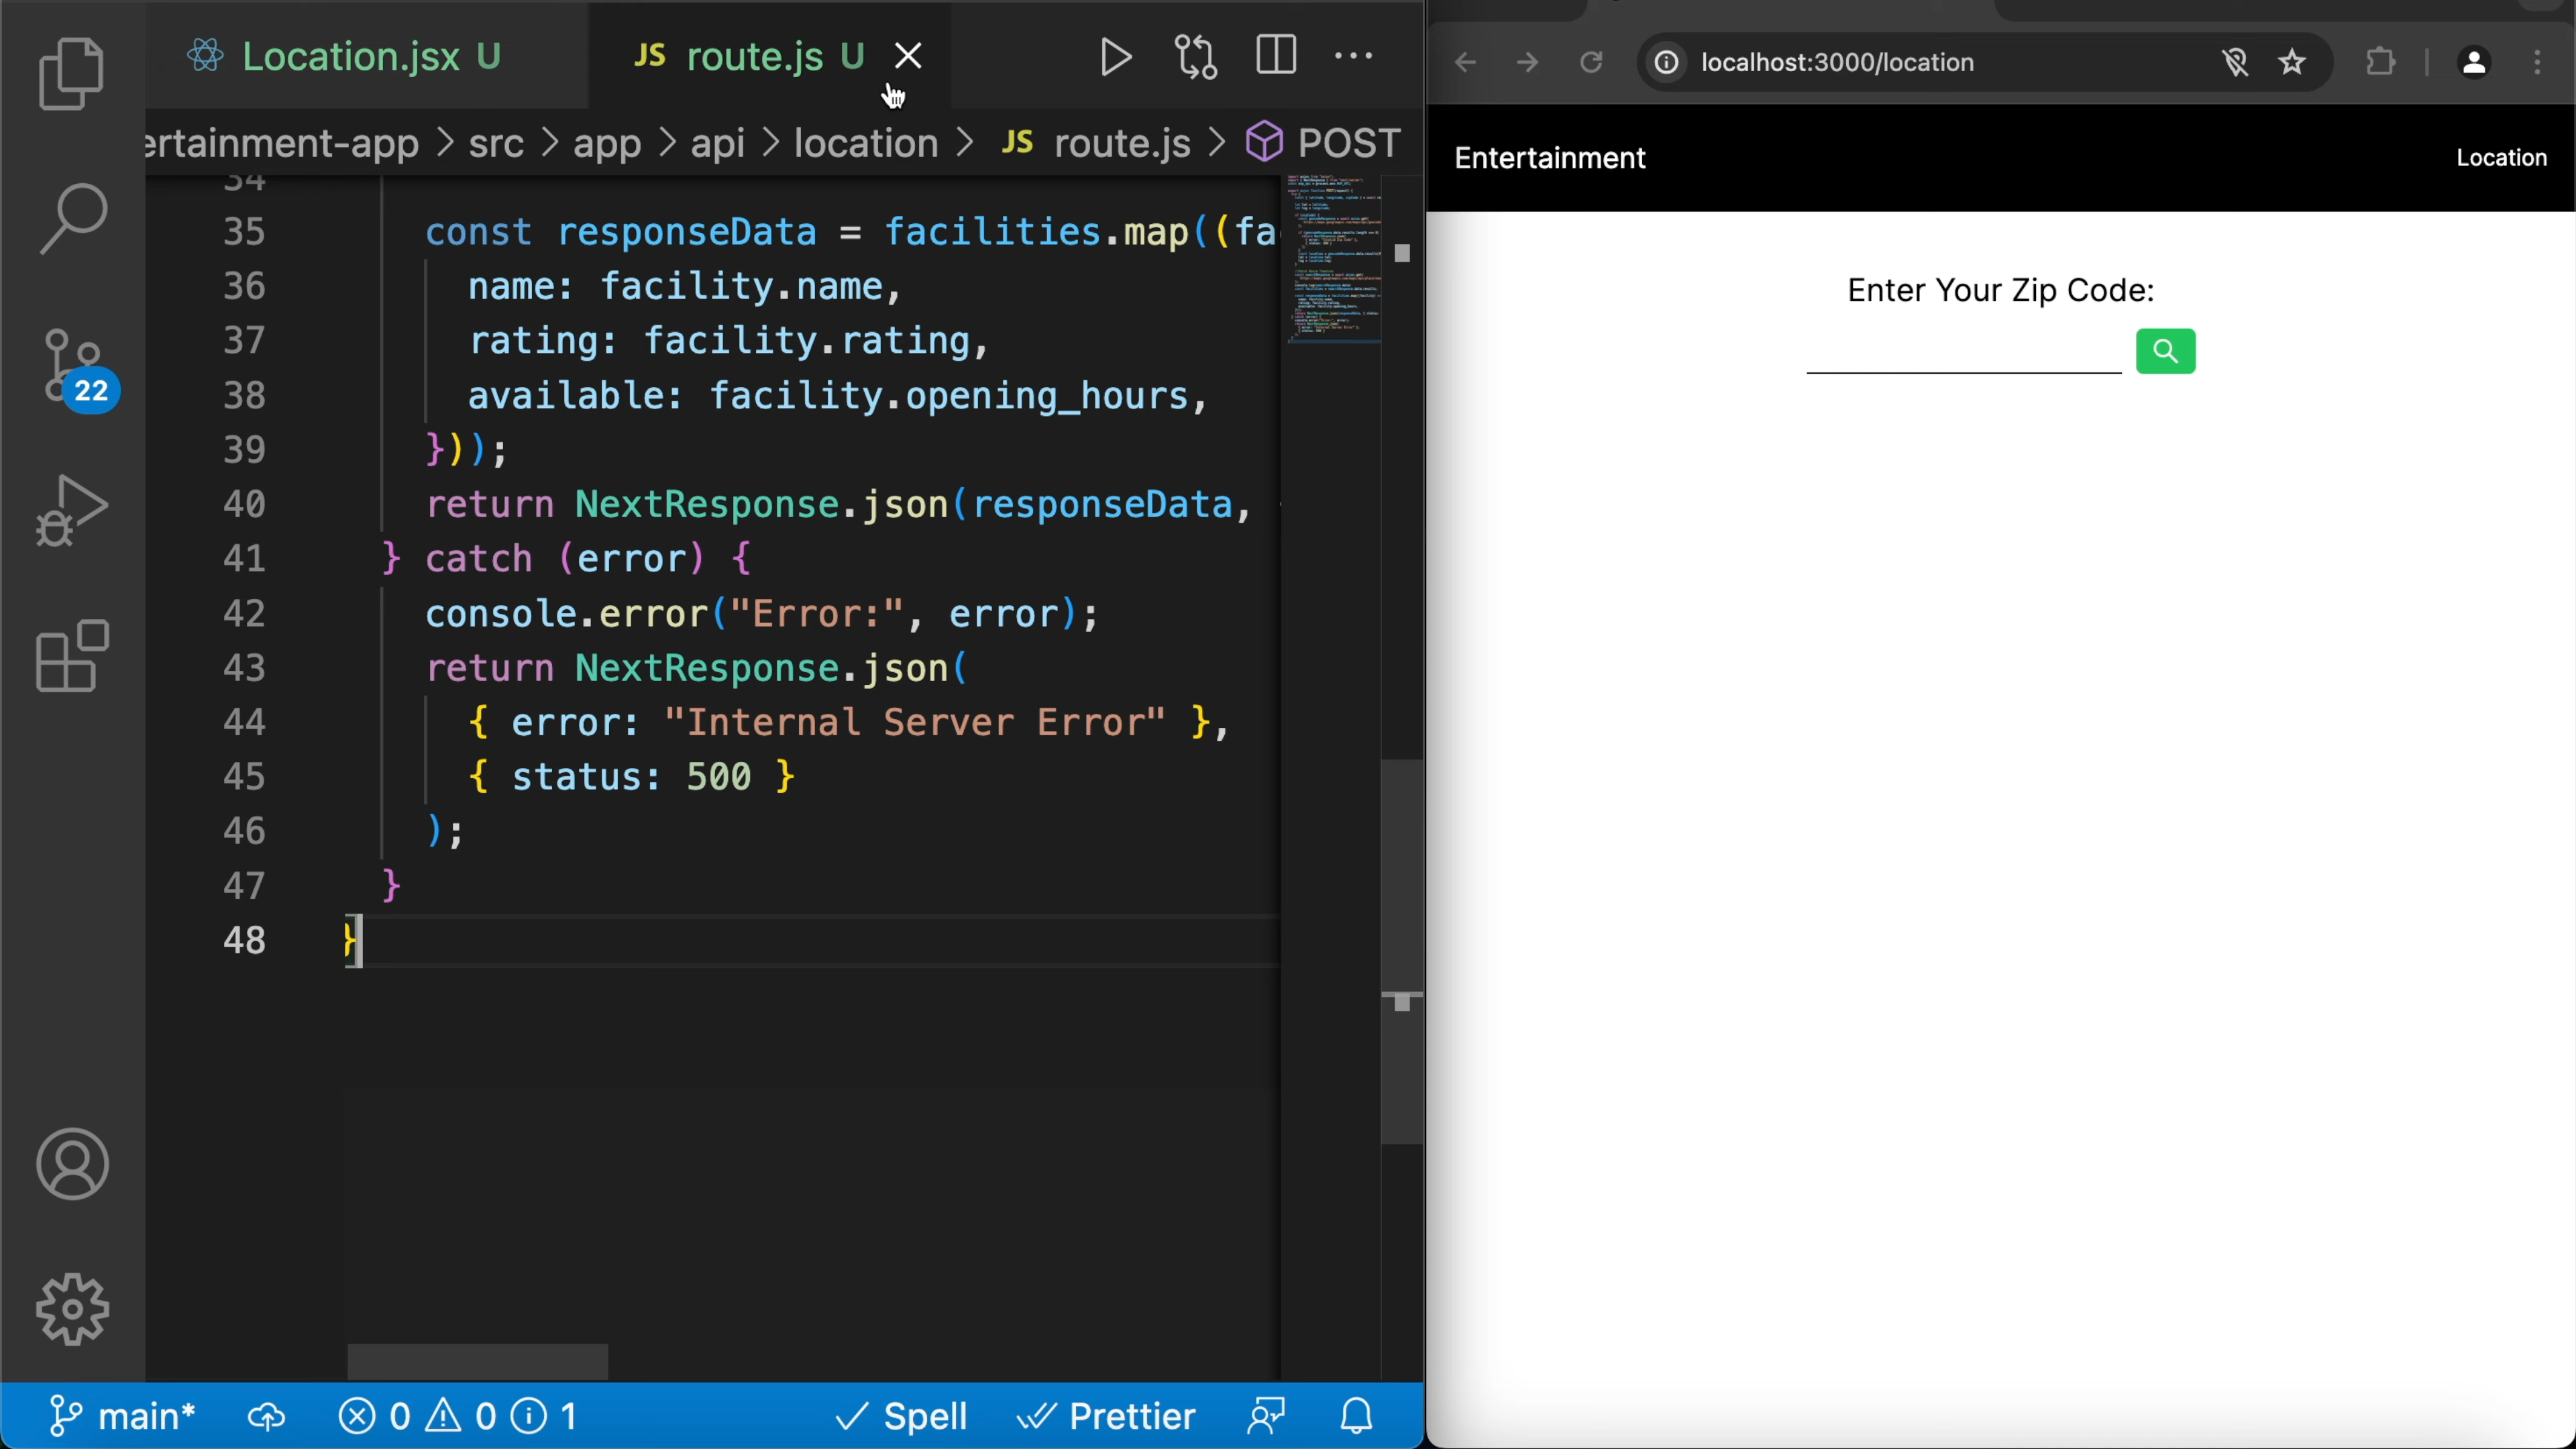 Location.jsx U
JS route.js U
ertainment-app > src > app > api > location > JS route.js > POST
34
35 const responseData = facilities.map((fa
36 name: facility.name,
37 rating: facility.rating,
38 available: facility.opening_hours,
39 }));
40 return NextResponse.json(responseData,
41 } catch (error) {
42 console.error("Error:", error);
43 return NextResponse.json(
44 { error: "Internal Server Error" },
45 { status: 500 }
46 );
47 }
48 }
22
main* 0 0 1 Spell Prettier
localhost:3000/location
Entertainment Location
Enter Your Zip Code: